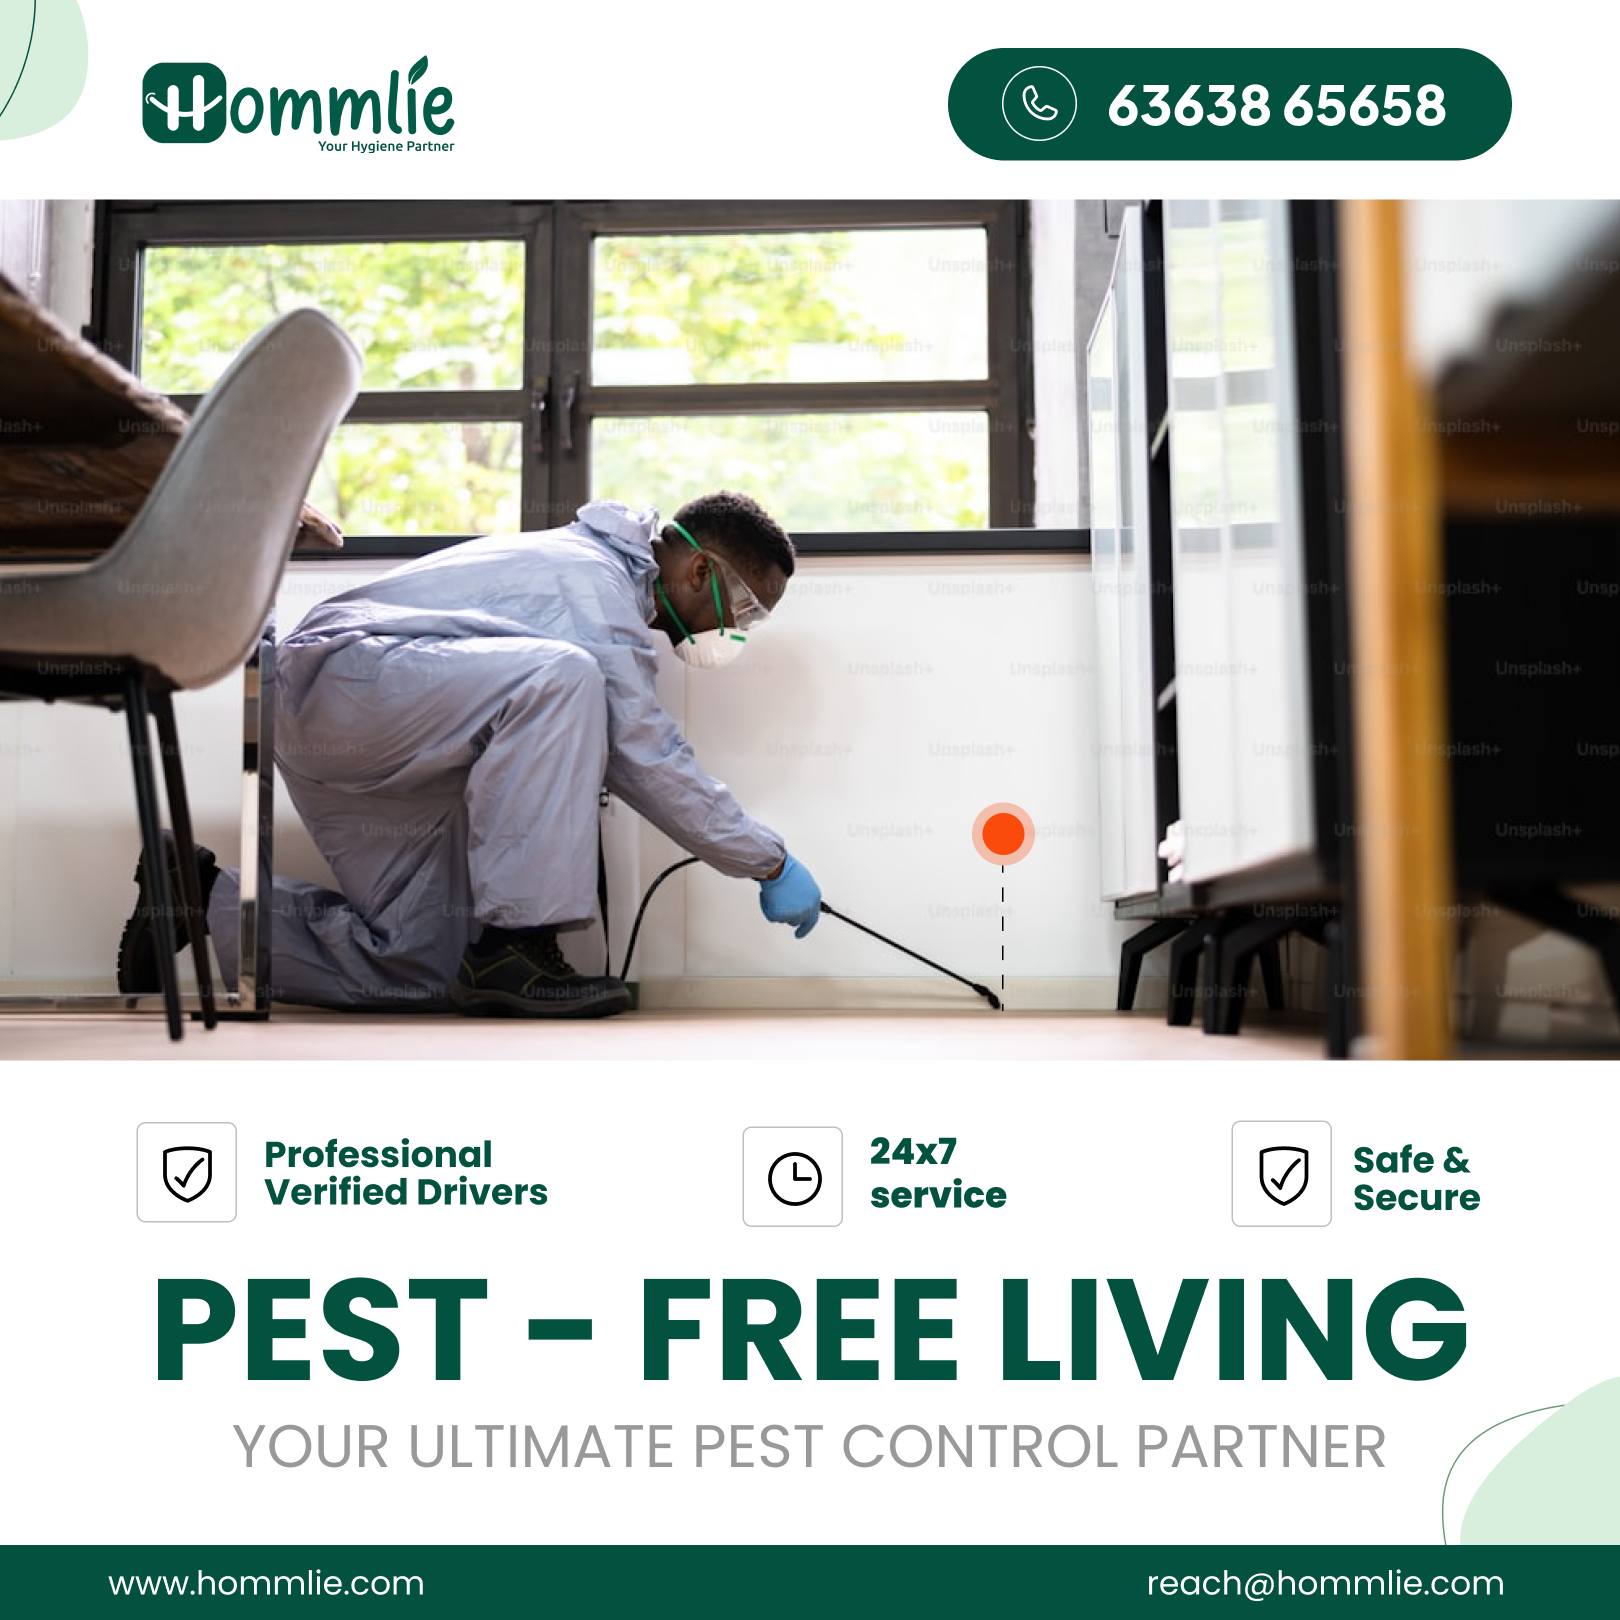 Hommlie
Your Hygiene Partner
63638 65658
Unsplash+
Professional
Verified Drivers
24x7
service
Safe &
Secure
PEST - FREE LIVING
YOUR ULTIMATE PEST CONTROL PARTNER
www.hommlie.com
reach@hommlie.com